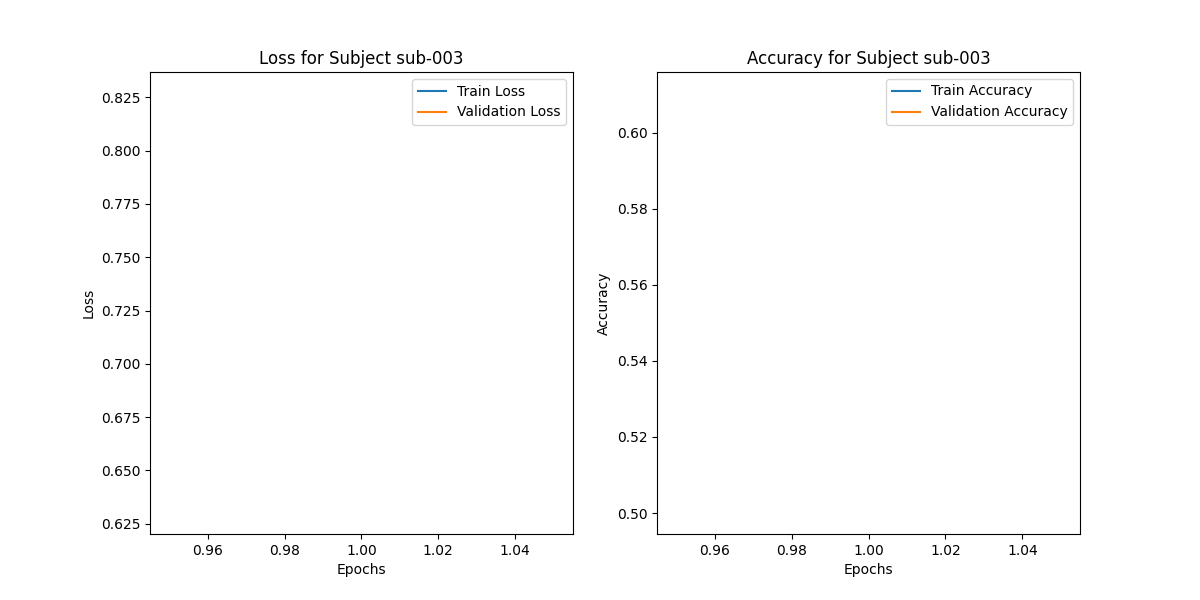 Loss for Subject sub-003
Train Loss
Validation Loss
0.825
0.800
0.775
0.750
0.725
0.700
0.675
0.650
0.625
Loss
0.96
0.98
1.00
1.02
1.04
Epochs
Accuracy for Subject sub-003
Train Accuracy
Validation Accuracy
0.60
0.58
0.56
0.54
0.52
0.50
Accuracy
0.96
0.98
1.00
1.02
1.04
Epochs